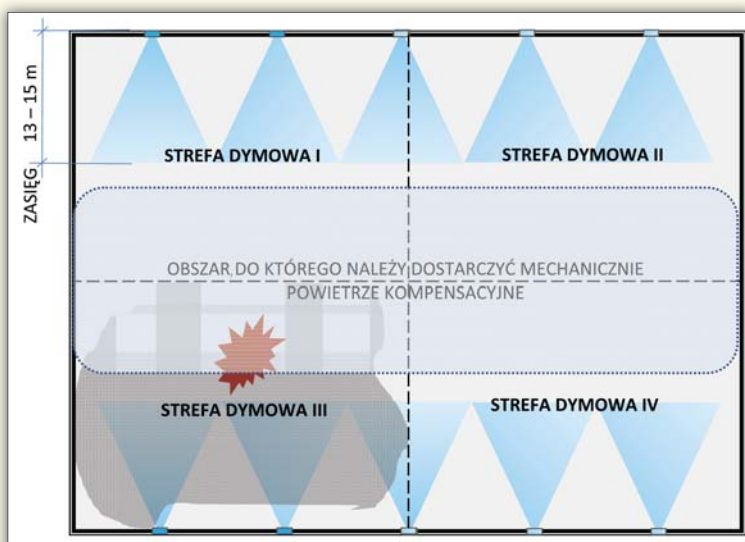 13 – 15 m
ZASIĘG
STREFA DYMOWA I
STREFA DYMOWA II
OBSZAR DO KTÓREGO NALEŻY DOSTARCZYĆ MECHANICZNIE
POWIETRZE KOMPENSACYJNE
STREFA DYMOWA III
STREFA DYMOWA IV